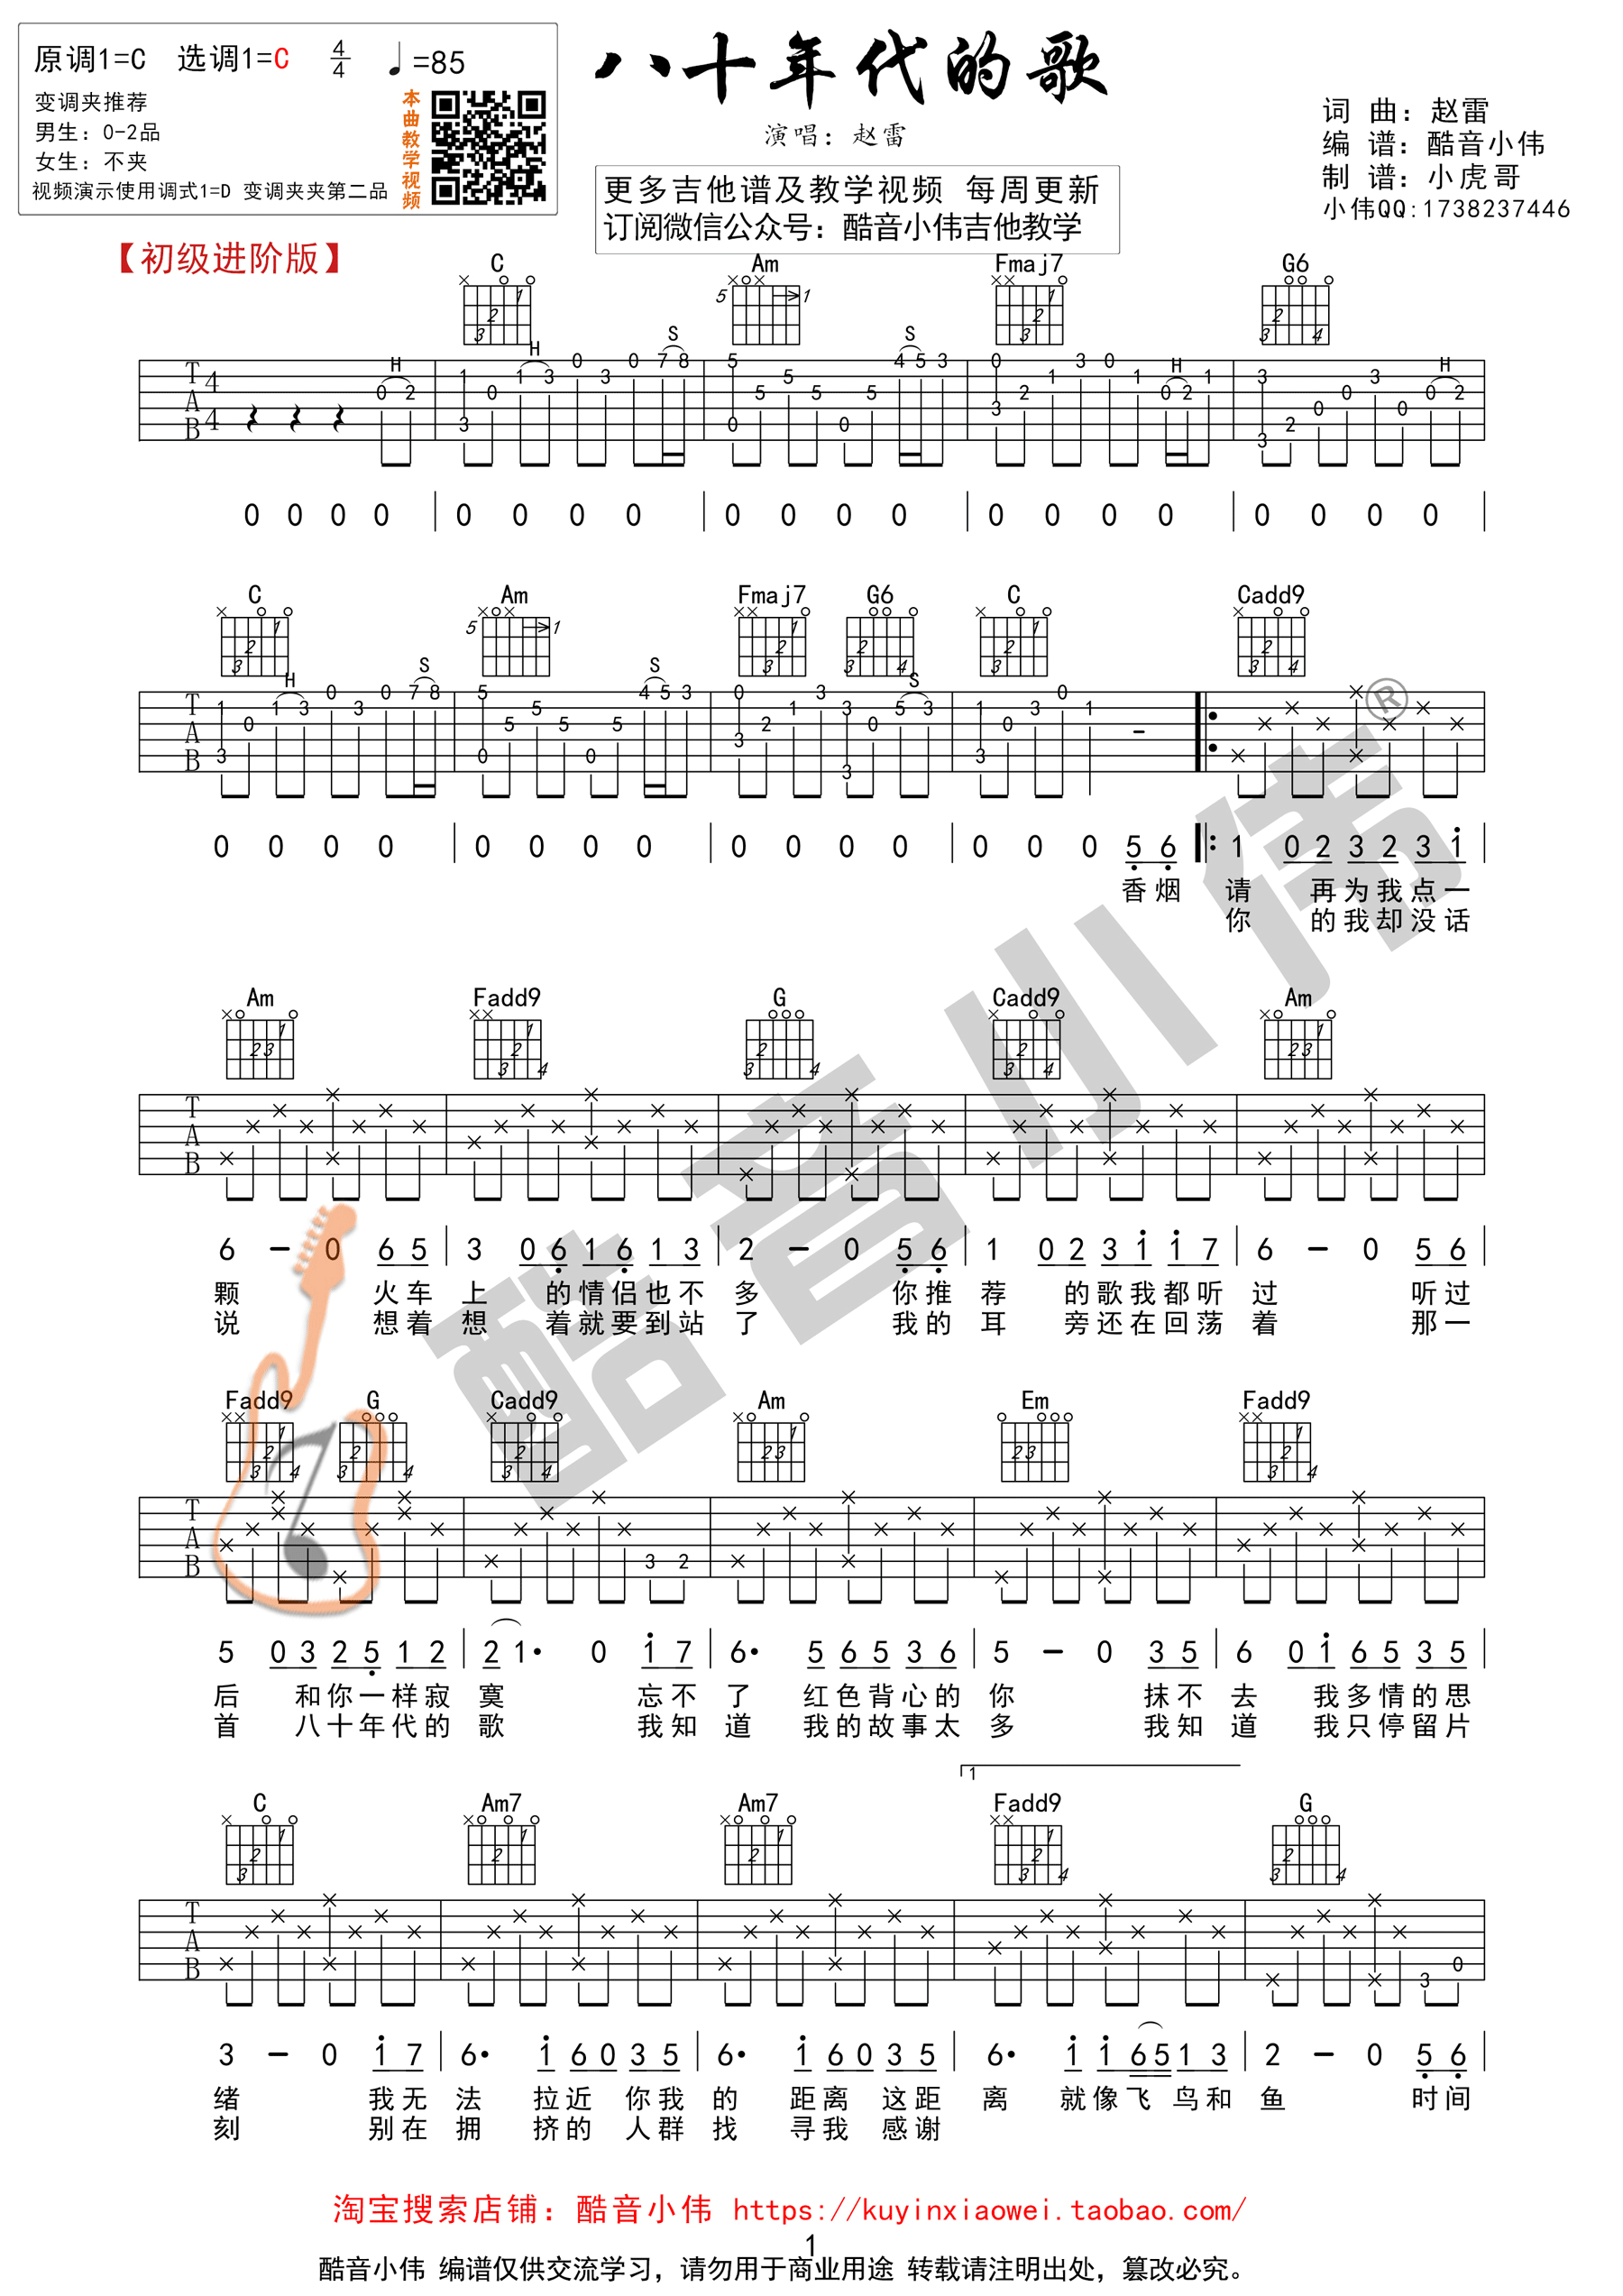 八十年代的歌
演唱：赵雷
原调1=C 选调1=C 4/4 ♩=85
变调夹推荐
男生：0-2品
女生：不夹
视频演示使用调式1=D 变调夹夹第二品
本曲教学视频
更多吉他谱及教学视频 每周更新
订阅微信公众号：酷音小伟吉他教学
词 曲：赵雷
编 谱：酷音小伟
制 谱：小虎哥
小伟QQ:1738237446
【初级进阶版】
C Am Fmaj7 G6
0 0 0 0 | 0 0 0 0 | 0 0 0 0 | 0 0 0 0 | 0 0 0 0
C Am Fmaj7 G6 C Cadd9
0 0 0 0 | 0 0 0 0 | 0 0 0 0 | 0 0 0 5 6 |: 1 0 2 3 2 3 1
香烟 请 再为我点一
你 的我却没话
Am Fadd9 G Cadd9 Am
6 - 0 6 5 | 3 0 6 1 6 1 3 | 2 - 0 5 6 | 1 0 2 3 1 1 7 | 6 - 0 5 6
颗 火车 上 的情侣也不 多 你推 荐 的歌我都听 过 听过
说 想着 想 着就要到站 了 我的 耳 旁还在回荡 着 那一
Fadd9 G Cadd9 Am Em Fadd9
5 0 3 2 5 1 2 | 2 1· 0 1 7 | 6· 5 6 5 3 6 | 5 - 0 3 5 | 6 0 1 6 5 3 5
后 和你一样寂 寞 忘不 了 红色背心的 你 抹不 去 我多情的思
首 八十年代的 歌 我知 道 我的故事太 多 我知 道 我只停留片
1
C Am7 Am7 Fadd9 G
3 - 0 1 7 | 6· 1 6 0 3 5 | 6· 1 6 0 3 5 | 6· 1 1 6 5 1 3 | 2 - 0 5 6
绪 我无 法 拉近 你我 的 距离 这距 离 就像飞 鸟和 鱼 时间
刻 别在 拥 挤的 人群 找 寻我 感谢
酷音小伟®
淘宝搜索店铺：酷音小伟 https://kuyinxiaowei.taobao.com/
1
酷音小伟 编谱仅供交流学习，请勿用于商业用途 转载请注明出处，篡改必究。